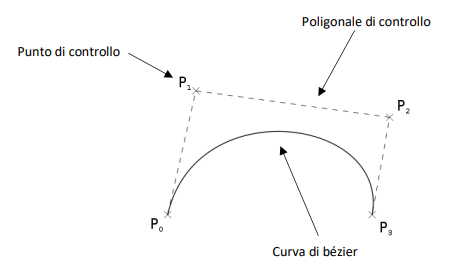 Poligonale di controllo
Punto di controllo
P1
P2
P0
P3
Curva di bézier